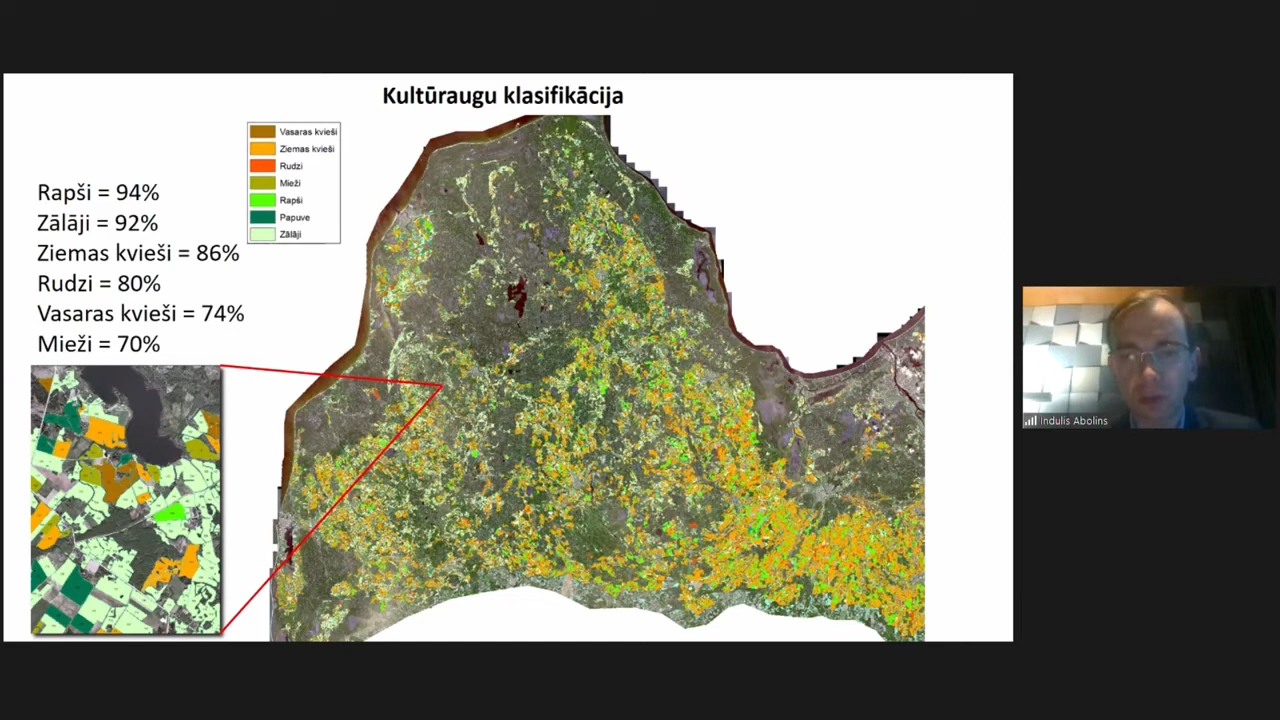 Kultūraugu klasifikācija
Vasaras kvieši
Ziemas kvieši
Rudzi
Mieži
Rapši
Papuve
Zālāji
Rapši = 94%
Zālāji = 92%
Ziemas kvieši = 86%
Rudzi = 80%
Vasaras kvieši = 74%
Mieži = 70%
Indulis Abolins